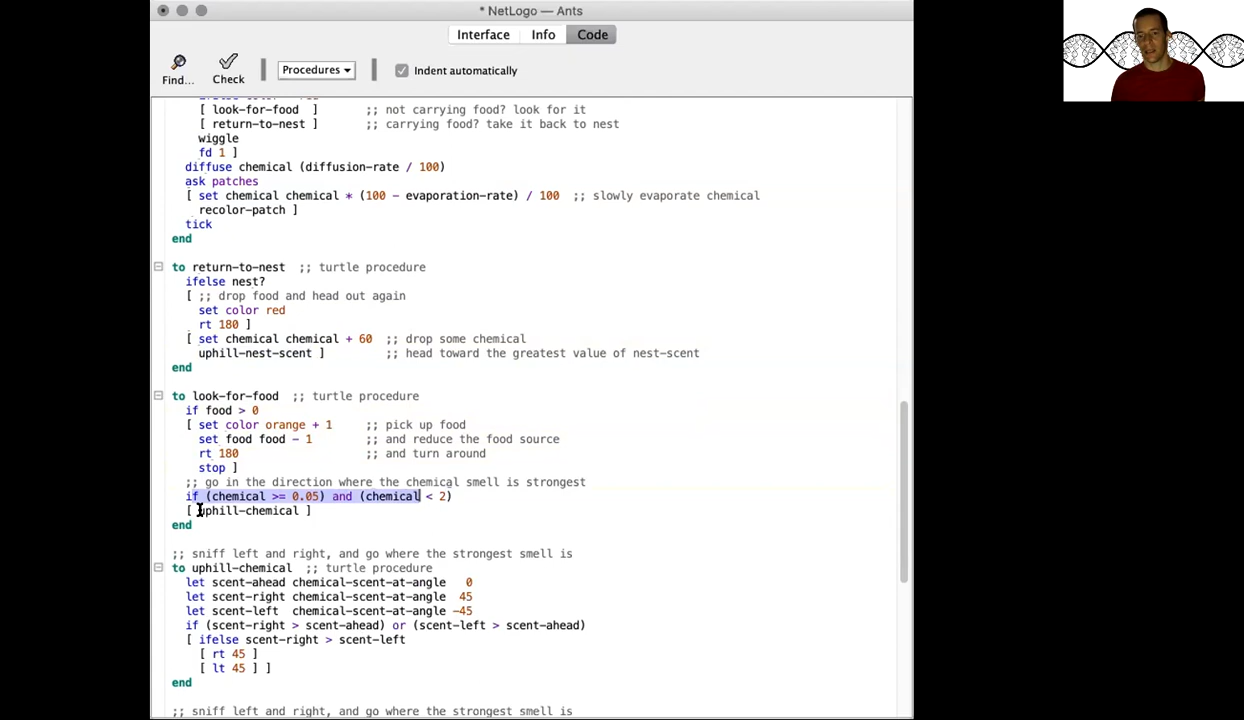 * NetLogo — Ants
Interface Info Code
Find... Check Procedures Indent automatically
[ look-for-food  ]       ;; not carrying food? look for it
[ return-to-nest ]       ;; carrying food? take it back to nest
wiggle
fd 1 ]
diffuse chemical (diffusion-rate / 100)
ask patches
[ set chemical chemical * (100 - evaporation-rate) / 100  ;; slowly evaporate chemical
recolor-patch ]
tick
end
to return-to-nest  ;; turtle procedure
ifelse nest?
[ ;; drop food and head out again
set color red
rt 180 ]
[ set chemical chemical + 60  ;; drop some chemical
uphill-nest-scent ]         ;; head toward the greatest value of nest-scent
end
to look-for-food  ;; turtle procedure
if food > 0
[ set color orange + 1     ;; pick up food
set food food - 1        ;; and reduce the food source
rt 180                   ;; and turn around
stop ]
;; go in the direction where the chemical smell is strongest
if (chemical >= 0.05) and (chemical < 2)
[ uphill-chemical ]
end
;; sniff left and right, and go where the strongest smell is
to uphill-chemical  ;; turtle procedure
let scent-ahead chemical-scent-at-angle   0
let scent-right chemical-scent-at-angle  45
let scent-left  chemical-scent-at-angle -45
if (scent-right > scent-ahead) or (scent-left > scent-ahead)
[ ifelse scent-right > scent-left
[ rt 45 ]
[ lt 45 ] ]
end
;; sniff left and right, and go where the strongest smell is